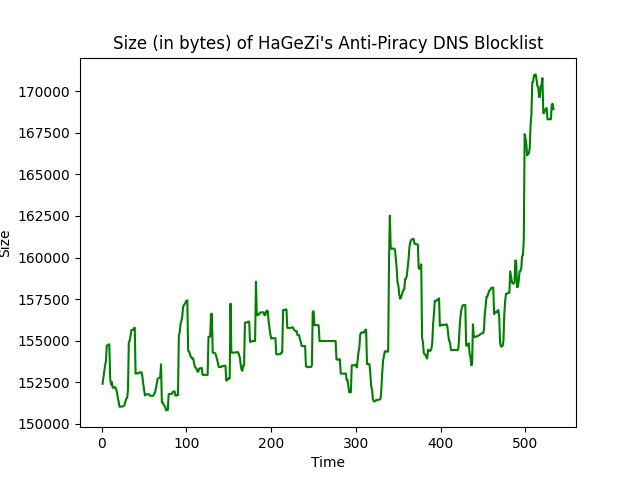 Size (in bytes) of HaGeZi's Anti-Piracy DNS Blocklist
170000
167500
165000
162500
160000
157500
155000
152500
150000
Size
0 100 200 300 400 500
Time